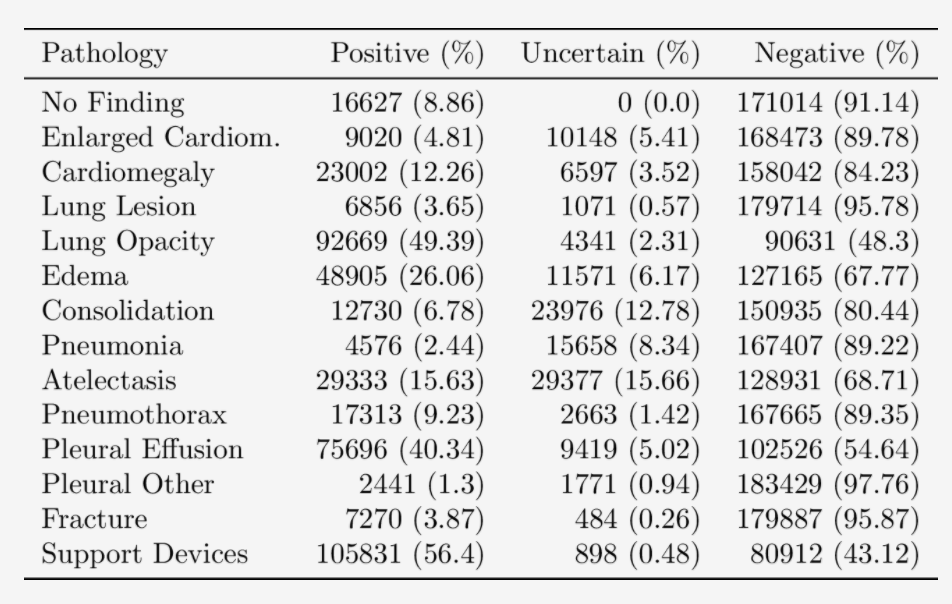 Pathology Positive (%) Uncertain (%) Negative (%)
No Finding 16627 (8.86) 0 (0.0) 171014 (91.14)
Enlarged Cardiom. 9020 (4.81) 10148 (5.41) 168473 (89.78)
Cardiomegaly 23002 (12.26) 6597 (3.52) 158042 (84.23)
Lung Lesion 6856 (3.65) 1071 (0.57) 179714 (95.78)
Lung Opacity 92669 (49.39) 4341 (2.31) 90631 (48.3)
Edema 48905 (26.06) 11571 (6.17) 127165 (67.77)
Consolidation 12730 (6.78) 23976 (12.78) 150935 (80.44)
Pneumonia 4576 (2.44) 15658 (8.34) 167407 (89.22)
Atelectasis 29333 (15.63) 29377 (15.66) 128931 (68.71)
Pneumothorax 17313 (9.23) 2663 (1.42) 167665 (89.35)
Pleural Effusion 75696 (40.34) 9419 (5.02) 102526 (54.64)
Pleural Other 2441 (1.3) 1771 (0.94) 183429 (97.76)
Fracture 7270 (3.87) 484 (0.26) 179887 (95.87)
Support Devices 105831 (56.4) 898 (0.48) 80912 (43.12)